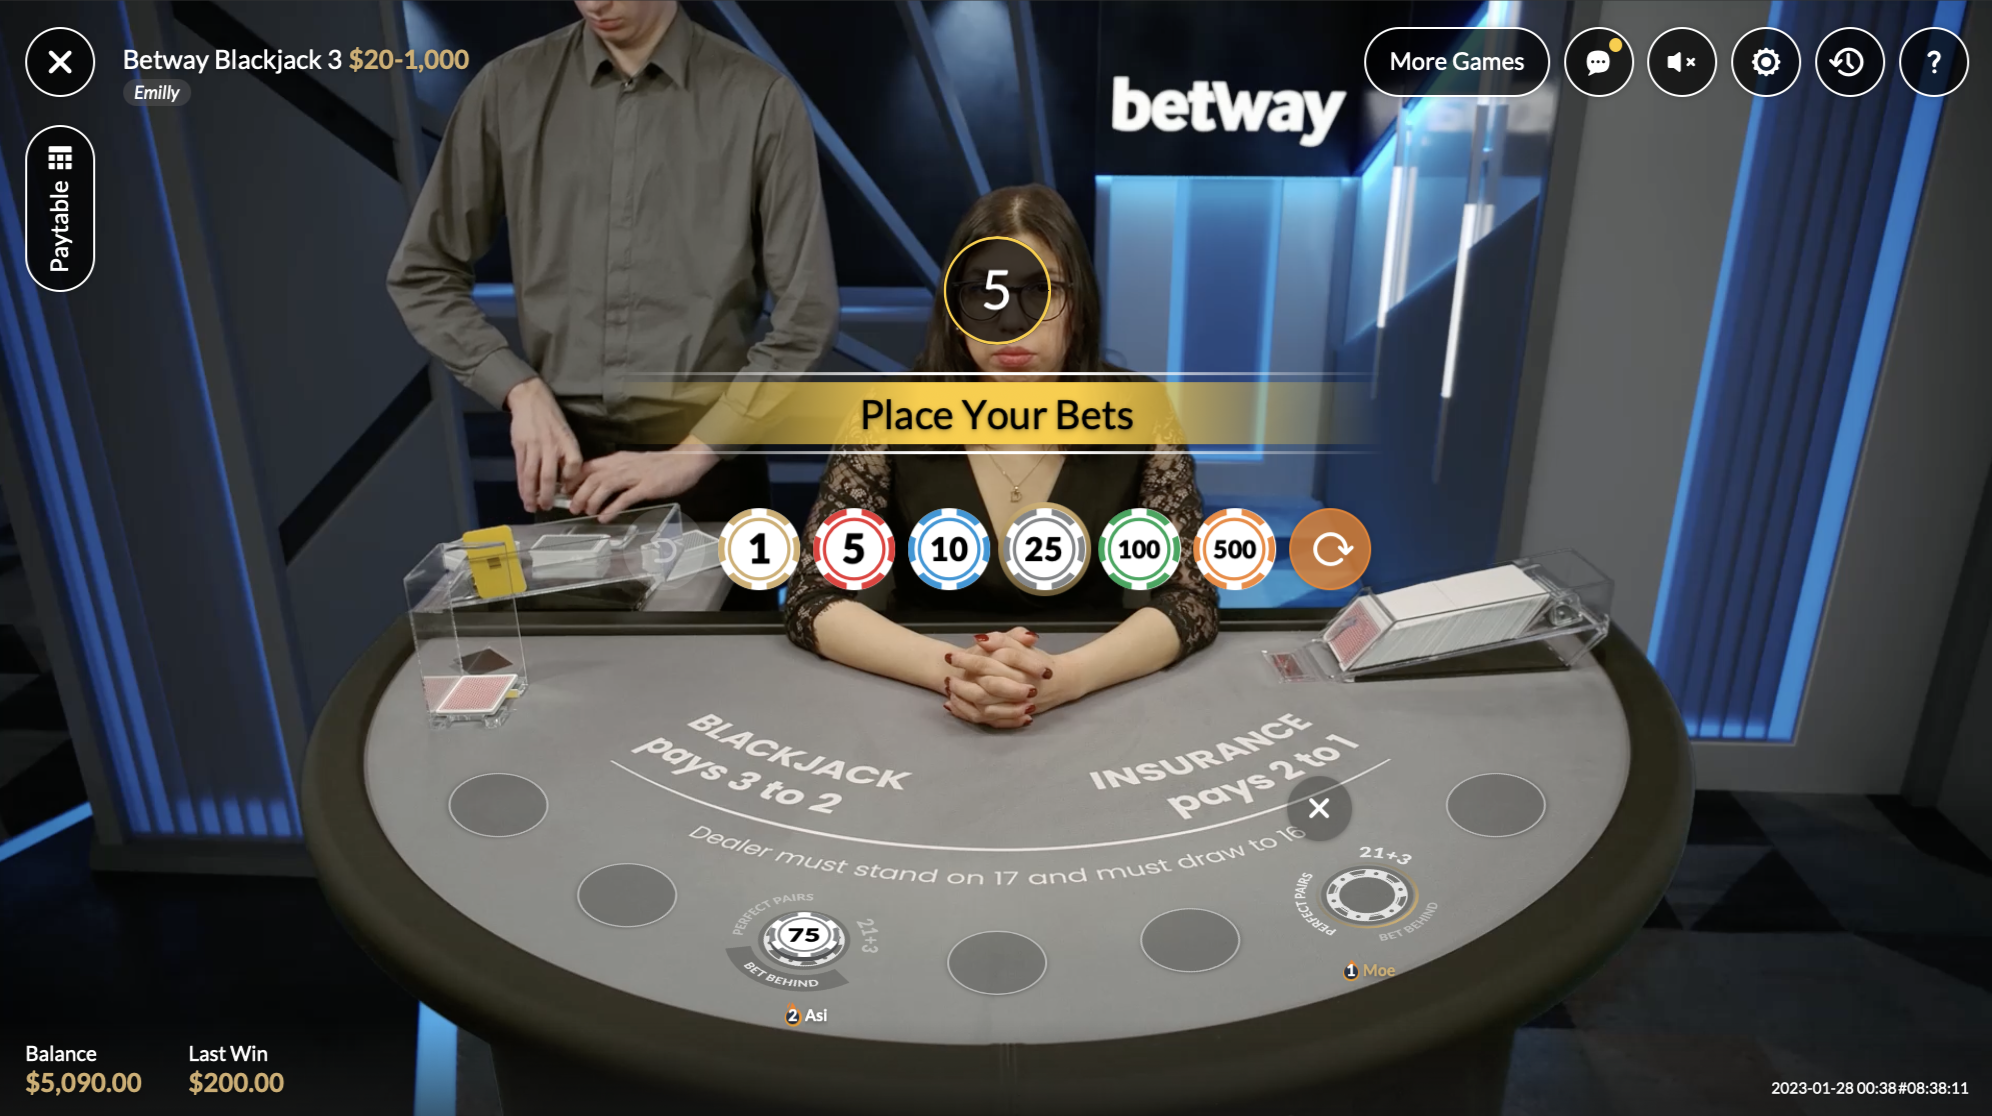 Betway Blackjack 3 $20-1,000
Emilly
More Games
?
Paytable
betway
5
Place Your Bets
1 5 10 25 100 500
BLACKJACK
pays 3 to 2
INSURANCE
pays 2 to 1
Dealer must stand on 17 and must draw to 16
PERFECT PAIRS
21+3
75
BET BEHIND
2 Asi
21+3
PERFECT PAIRS
BET BEHIND
1 Moe
Balance
$5,090.00
Last Win
$200.00
2023-01-28 00:38#08:38:11